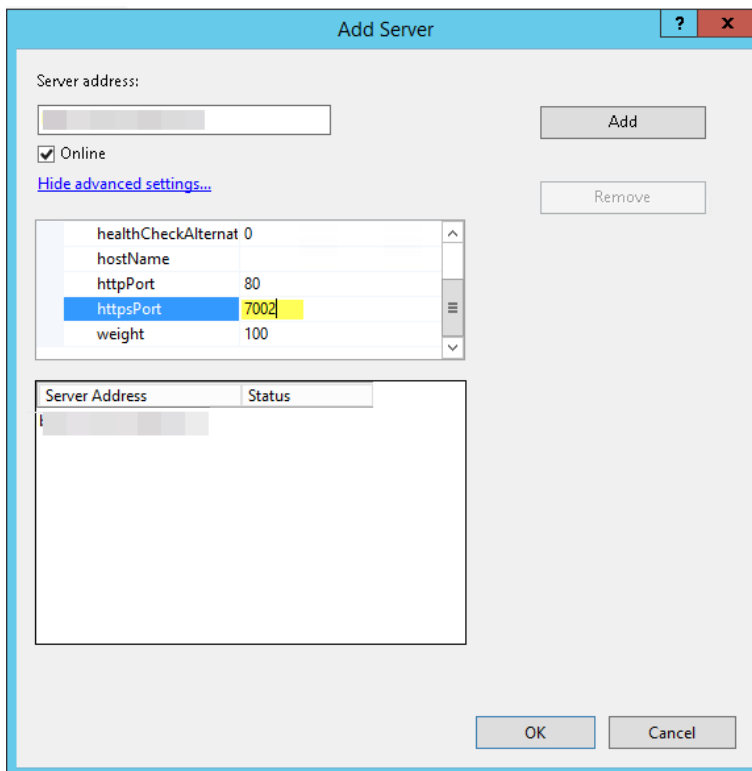 Add Server
? x
Server address:
Add
Online
Hide advanced settings...
Remove
healthCheckAlternat 0
hostName
httpPort 80
httpsPort 7002
weight 100
Server Address Status
OK Cancel